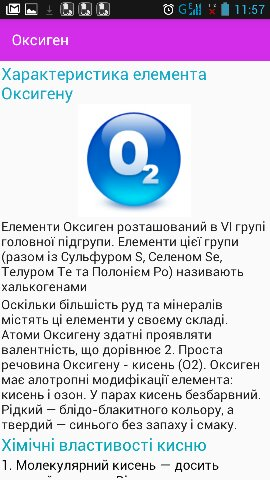 11:57
Оксиген
Характеристика елемента
Оксигену
O2
Елементи Оксиген розташований в VI групі
головної підгрупи. Елементи цієї групи
(разом із Сульфуром S, Селеном Se,
Телуром Te та Полонієм Po) називають
халькогенами
Оскільки більшість руд та мінералів
містять ці елементи у своєму складі.
Атоми Оксигену здатні проявляти
валентність, що дорівнює 2. Проста
речовина Оксигену - кисень (O2). Оксиген
має алотропні модифікації елемента:
кисень і озон. У парах кисень безбарвний.
Рідкий — блідо-блакитного кольору, а
твердий — синього без запаху і смаку.
Хімічні властивості кисню
1. Молекулярний кисень — досить